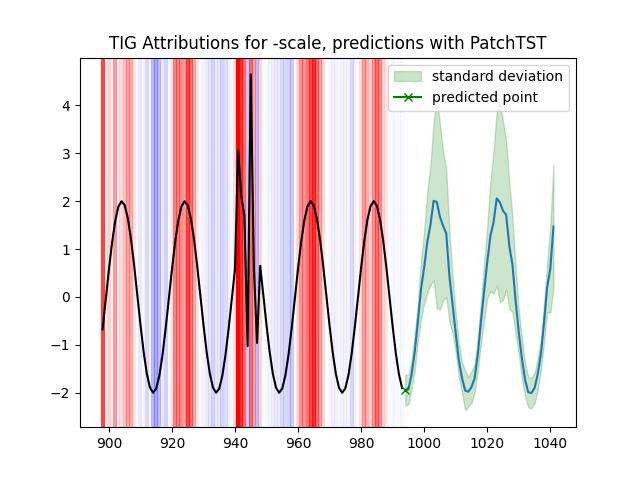 TIG Attributions for -scale, predictions with PatchTST
standard deviation
predicted point
4
3
2
1
0
−1
−2
900 920 940 960 980 1000 1020 1040